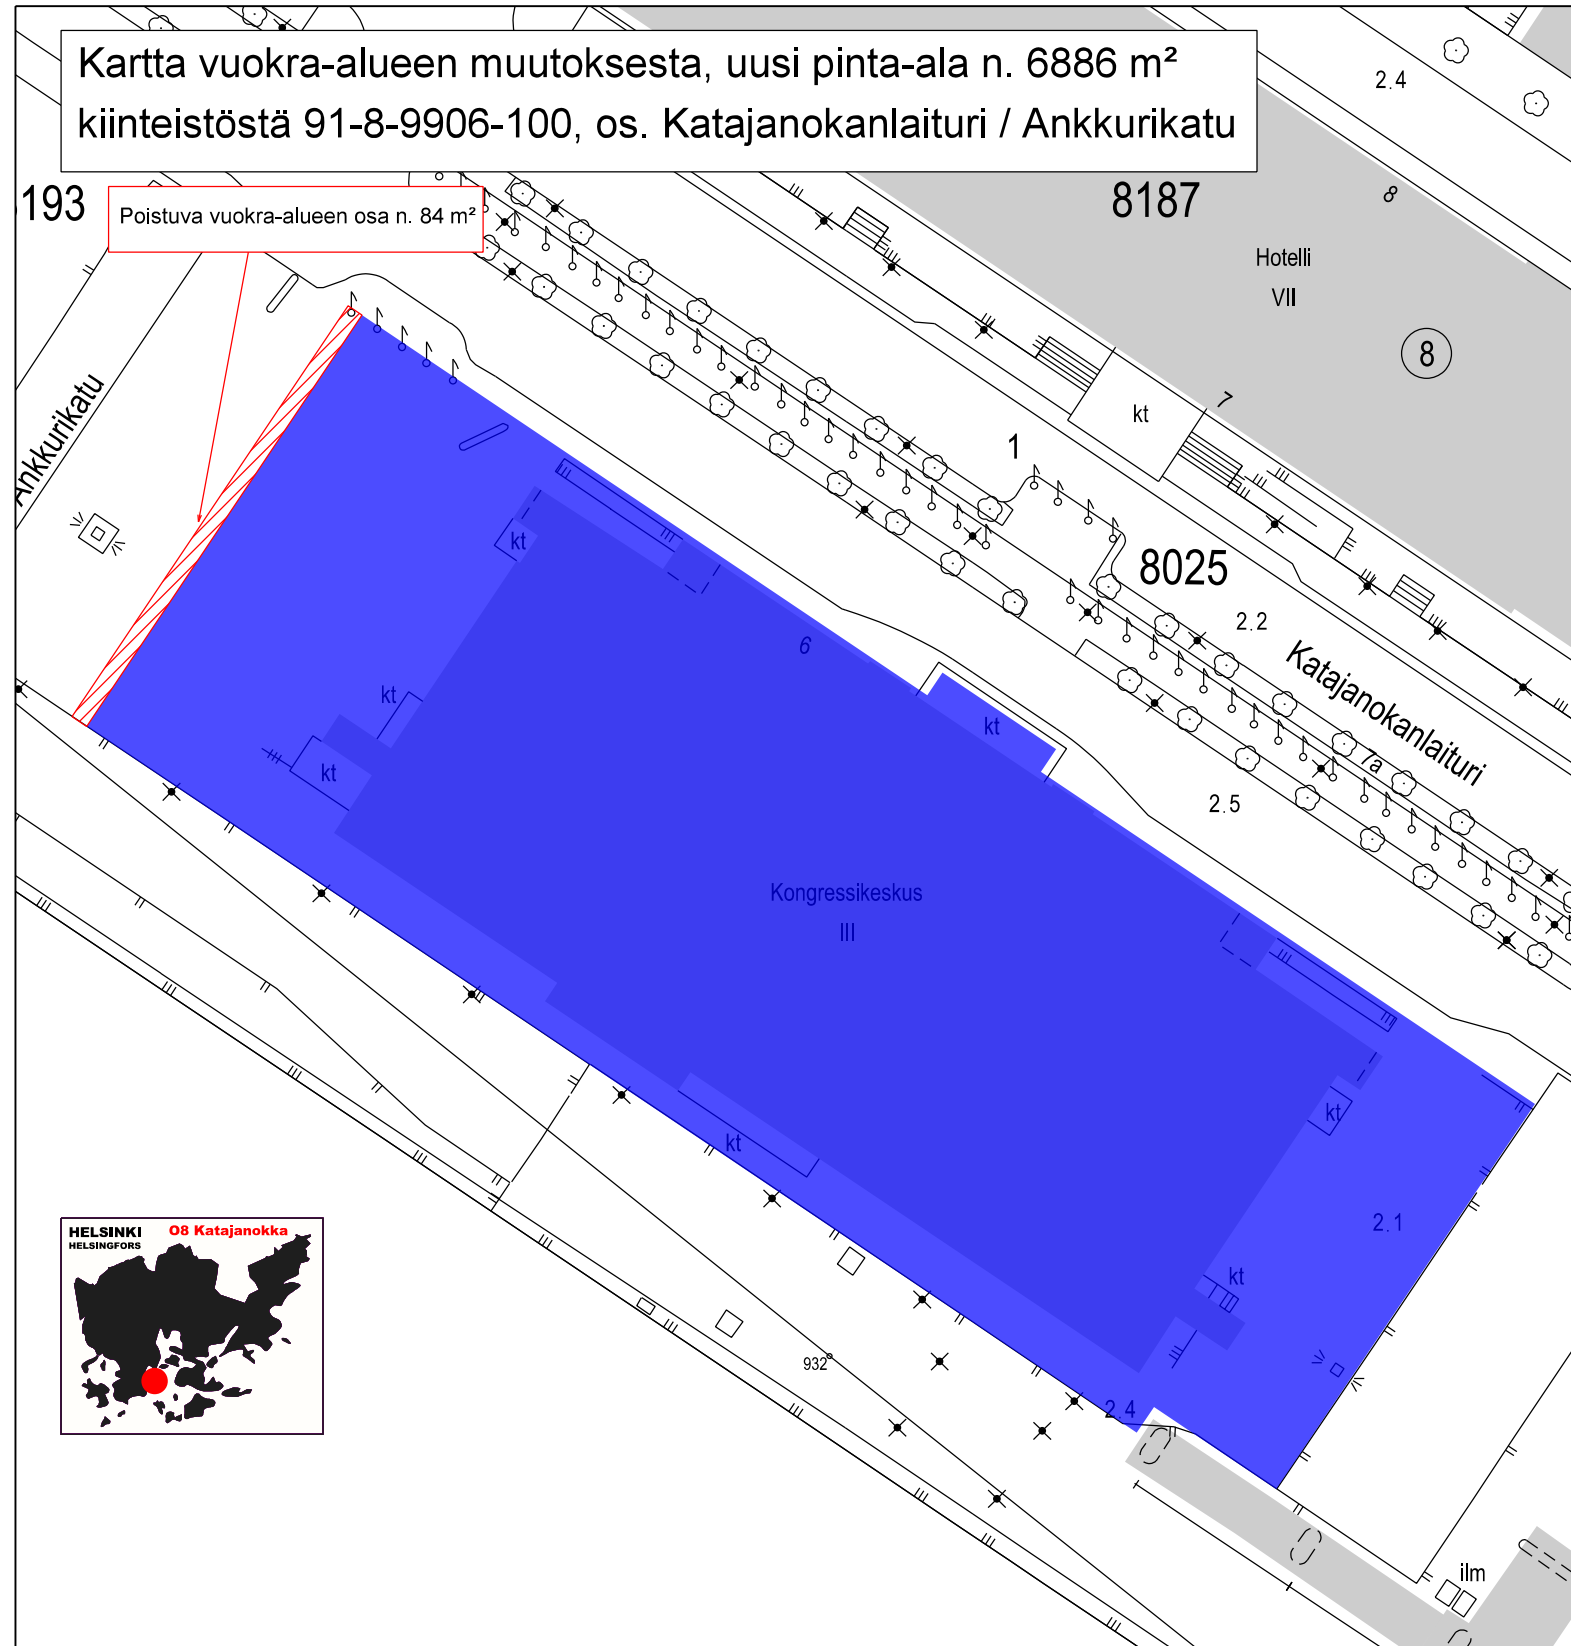 Kartta vuokra-alueen muutoksesta, uusi pinta-ala n. 6886 m²
kiinteistöstä 91-8-9906-100, os. Katajanokanlaituri / Ankkurikatu
2.4
193
Poistuva vuokra-alueen osa n. 84 m²
8187
8
Hotelli
VII
8
Ankkurikatu
7
kt
1
kt
8025
2.2
6
Katajanokanlaituri
kt
kt
7a
kt
2.5
Kongressikeskus
III
kt
kt
2.1
HELSINKI
HELSINGFORS
08 Katajanokka
kt
932
2.4
ilm